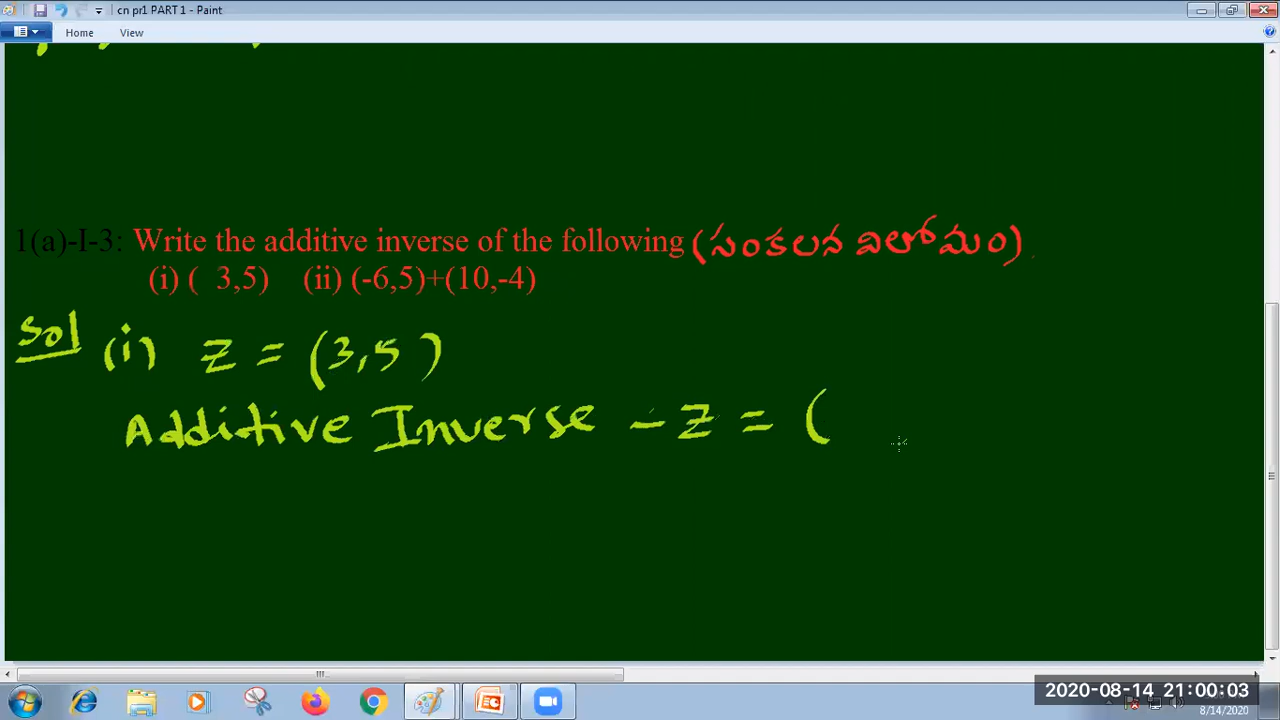 cn pr1 PART 1 - Paint
Home View
1(a)-I-3: Write the additive inverse of the following (సంకలన విలోమం)
(i) ( 3,5) (ii) (-6,5)+(10,-4)
Sol (i) z = (3,5)
Additive Inverse -z = (
2020-08-14 21:00:03
8/14/2020